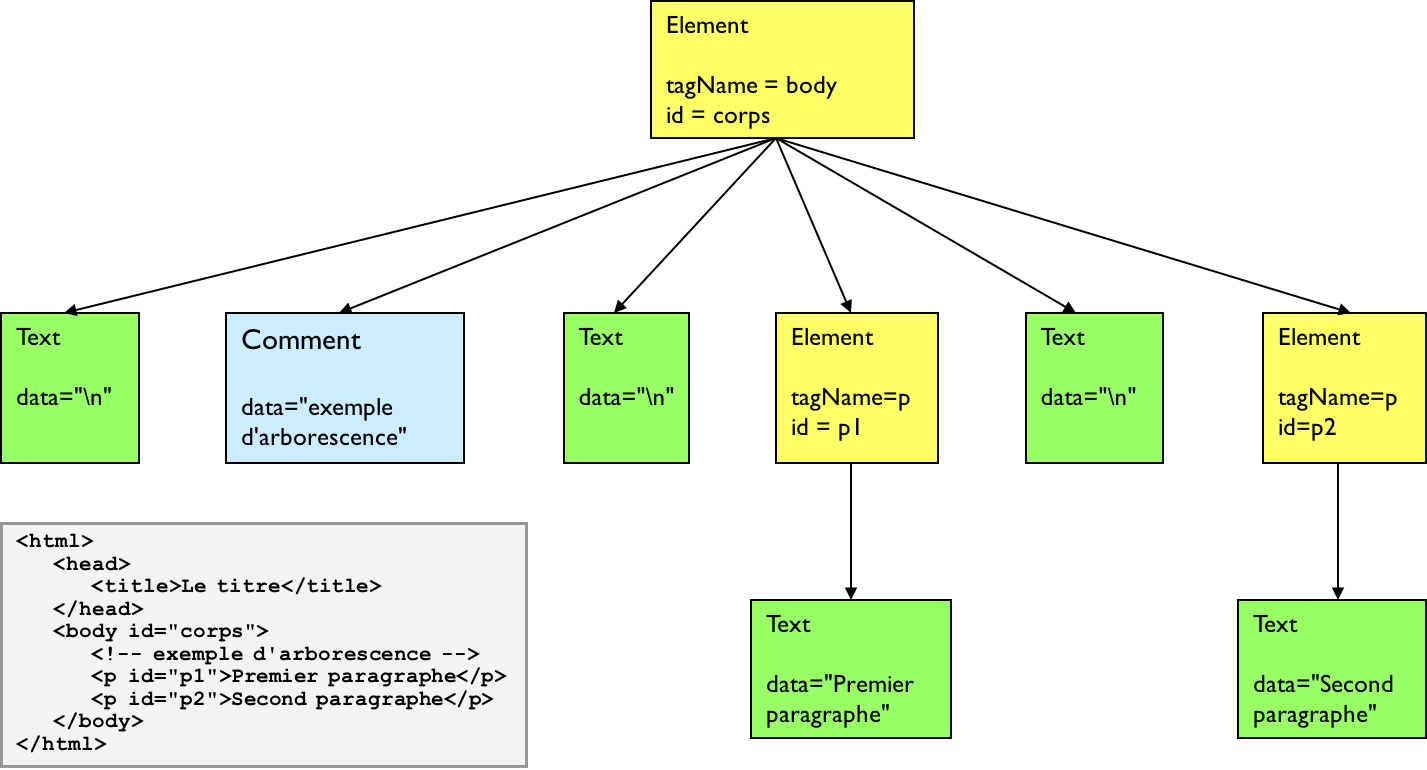 Element
tagName = body
id = corps
Text
data="\n"
Comment
data="exemple
d'arborescence"
Text
data="\n"
Element
tagName=p
id = p1
Text
data="\n"
Element
tagName=p
id=p2
<html>
<head>
<title>Le titre</title>
</head>
<body id="corps">
<!-- exemple d'arborescence -->
<p id="p1">Premier paragraphe</p>
<p id="p2">Second paragraphe</p>
</body>
</html>
Text
data="Premier
paragraphe"
Text
data="Second
paragraphe"